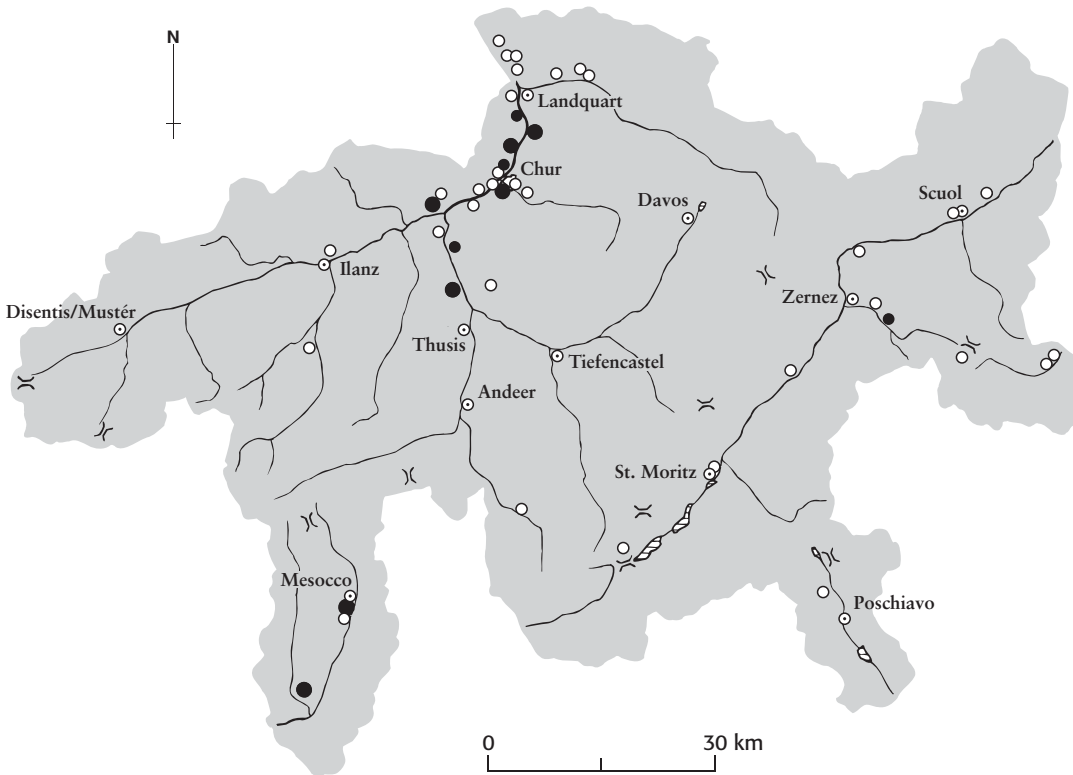 N
Landquart
Chur
Davos
Scuol
Ilanz
Zernez
Disentis/Mustér
Thusis
Tiefencastel
Andeer
St. Moritz
Mesocco
Poschiavo
0 30 km